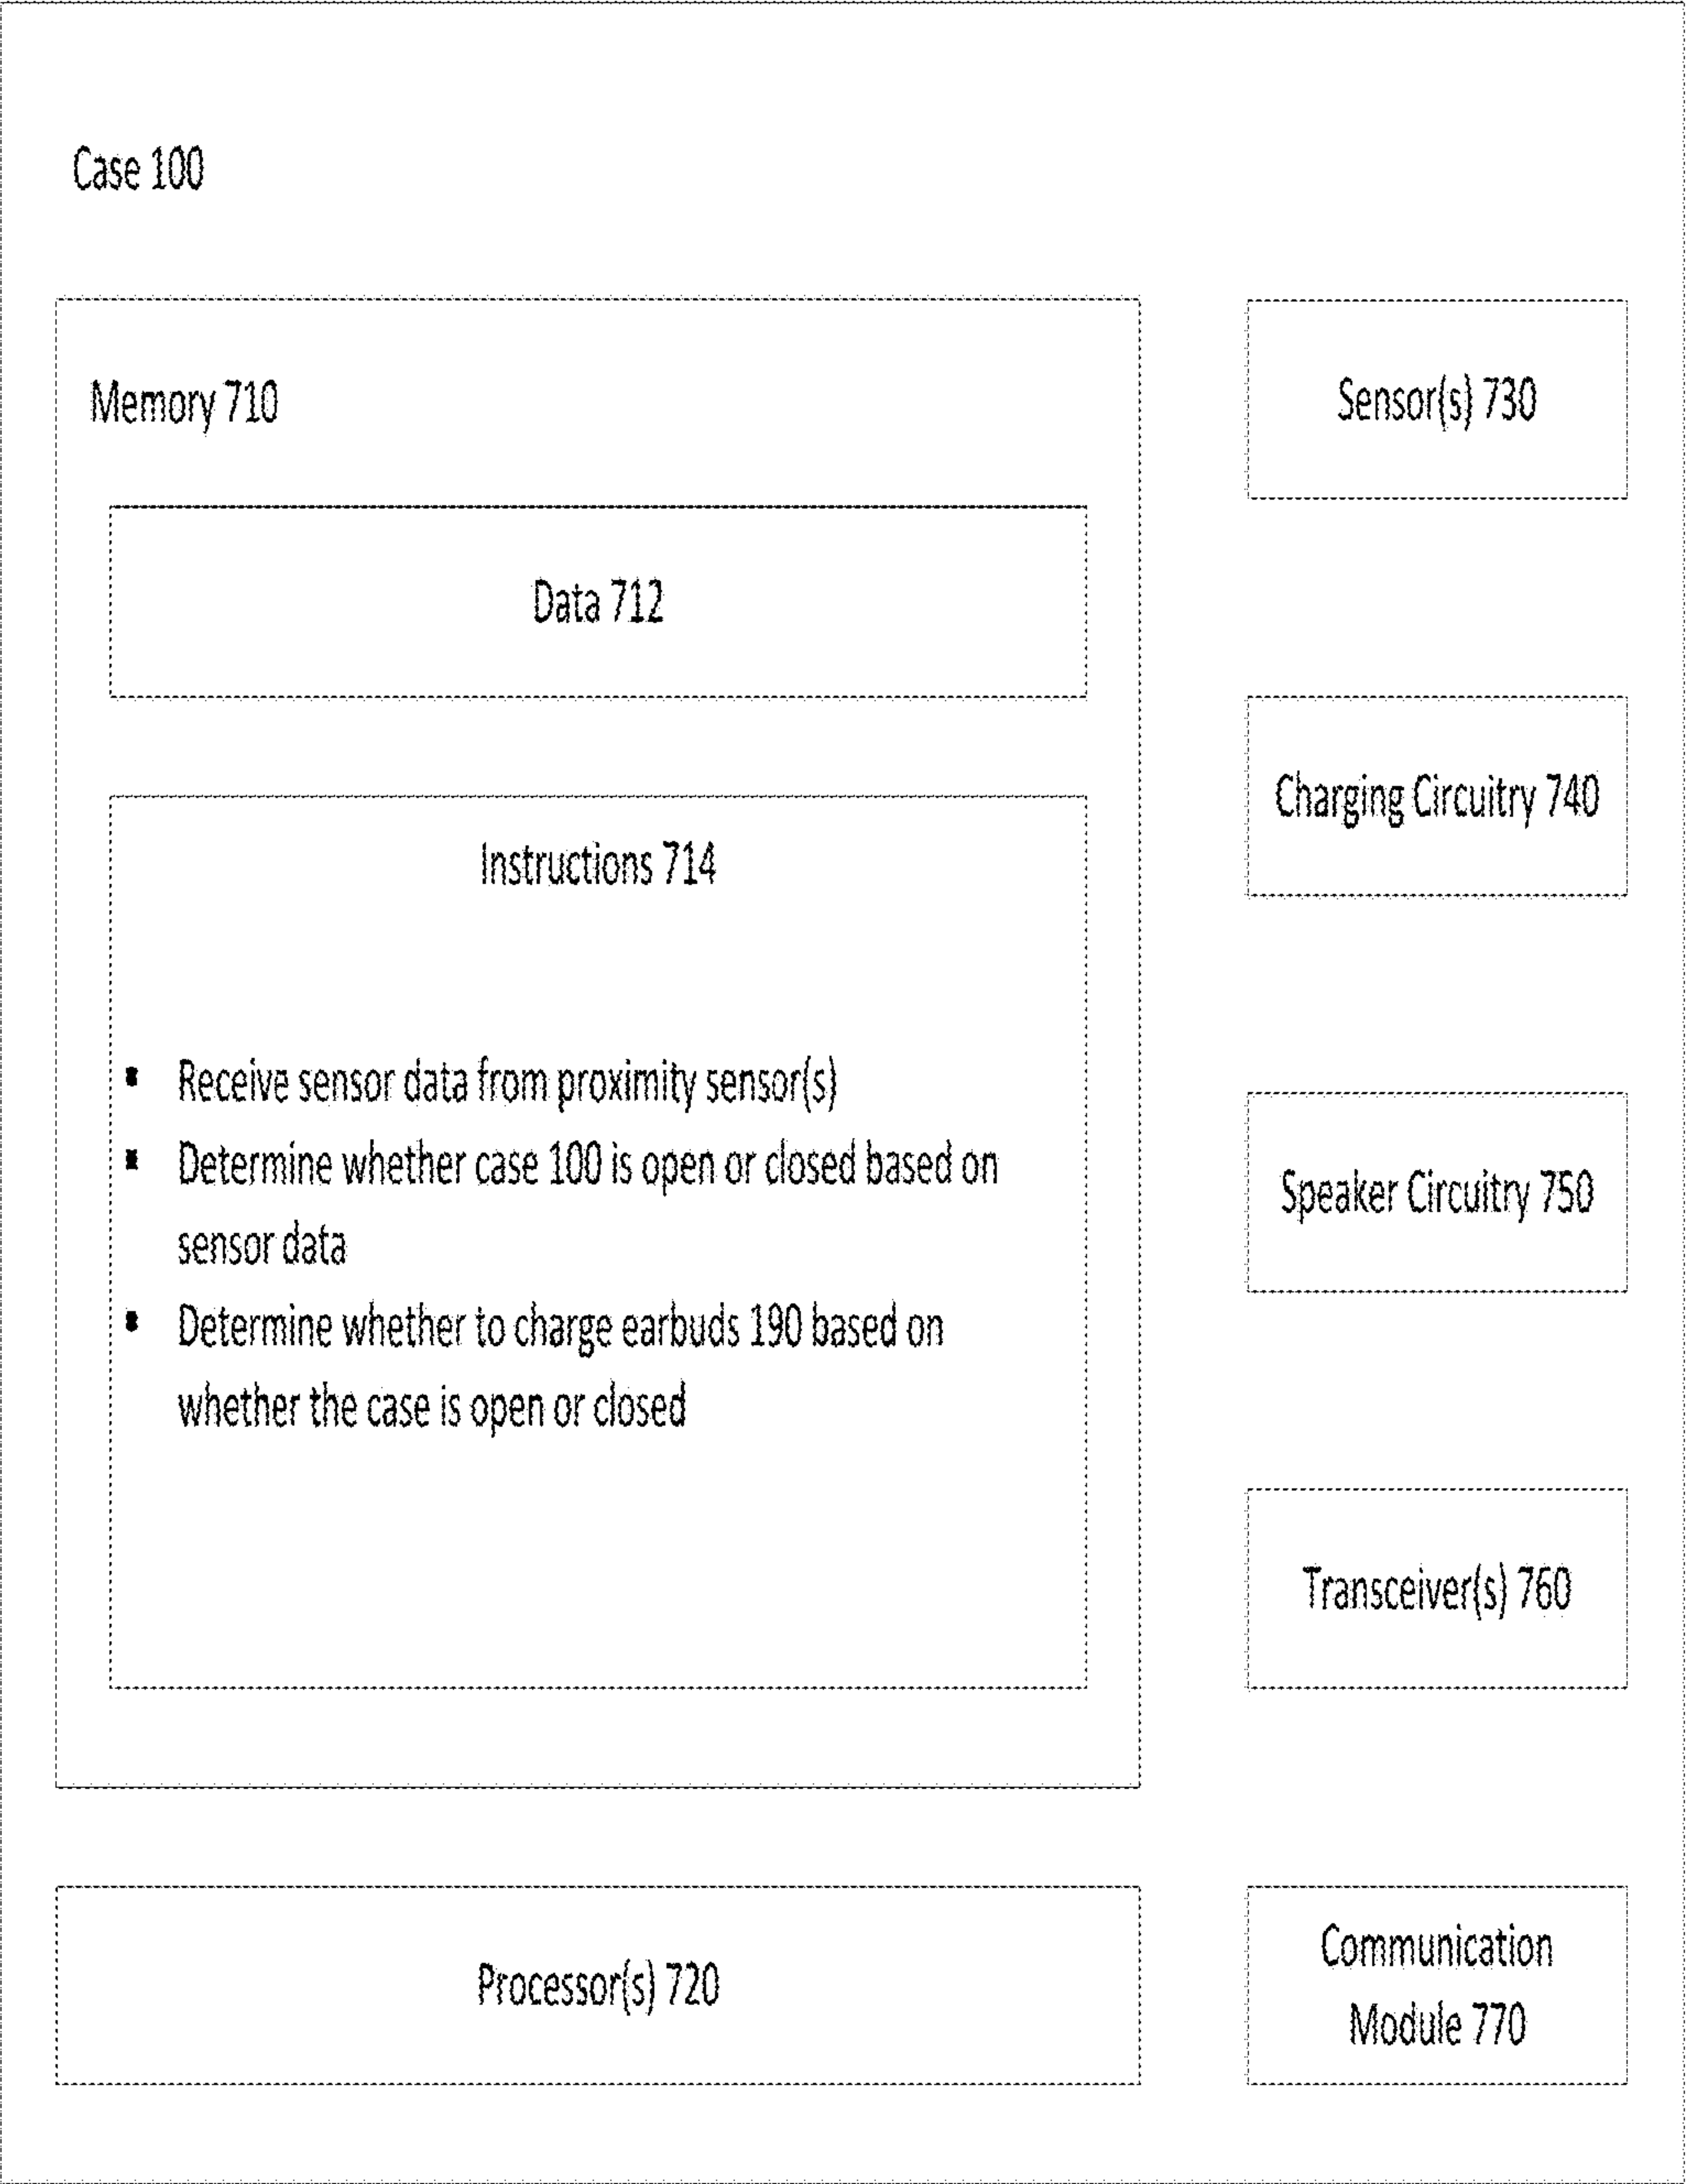 Case 100
Memory 710
Data 712
Instructions 714
▪ Receive sensor data from proximity sensor(s)
▪ Determine whether case 100 is open or closed based on
sensor data
▪ Determine whether to charge earbuds 190 based on
whether the case is open or closed
Processor(s) 720
Sensor(s) 730
Charging Circuitry 740
Speaker Circuitry 750
Transceiver(s) 760
Communication
Module 770